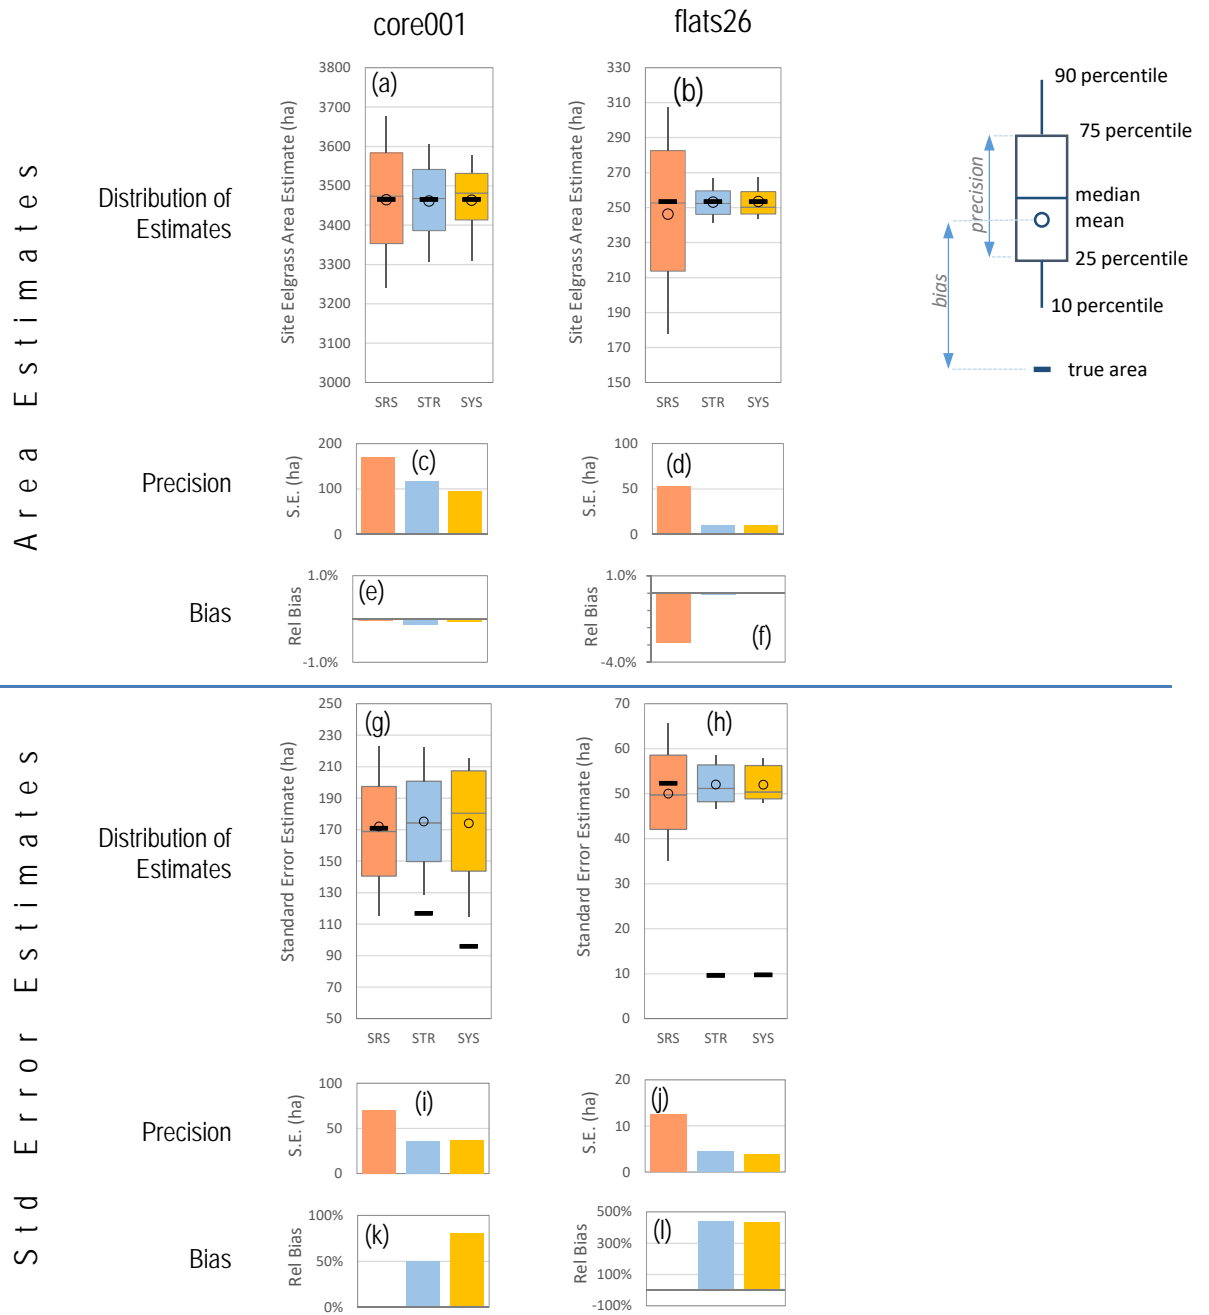 core001
flats26
Area Estimates
Distribution of
Estimates
Site Eelgrass Area Estimate (ha)
3800
3700
3600
3500
3400
3300
3200
3100
3000
(a)
SRS STR SYS
Site Eelgrass Area Estimate (ha)
330
310
290
270
250
230
210
190
170
150
(b)
SRS STR SYS
90 percentile
75 percentile
median
mean
25 percentile
10 percentile
true area
precision
bias
Precision
S.E. (ha)
200
100
0
(c)
S.E. (ha)
100
50
0
(d)
Bias
Rel Bias
1.0%
-1.0%
(e)
Rel Bias
1.0%
-4.0%
(f)
Std Error Estimates
Distribution of
Estimates
Standard Error Estimate (ha)
250
230
210
190
170
150
130
110
90
70
50
(g)
SRS STR SYS
Standard Error Estimate (ha)
70
60
50
40
30
20
10
0
(h)
SRS STR SYS
Precision
S.E. (ha)
100
50
0
(i)
S.E. (ha)
20
10
0
(j)
Bias
Rel Bias
100%
50%
0%
(k)
Rel Bias
500%
300%
100%
-100%
(l)